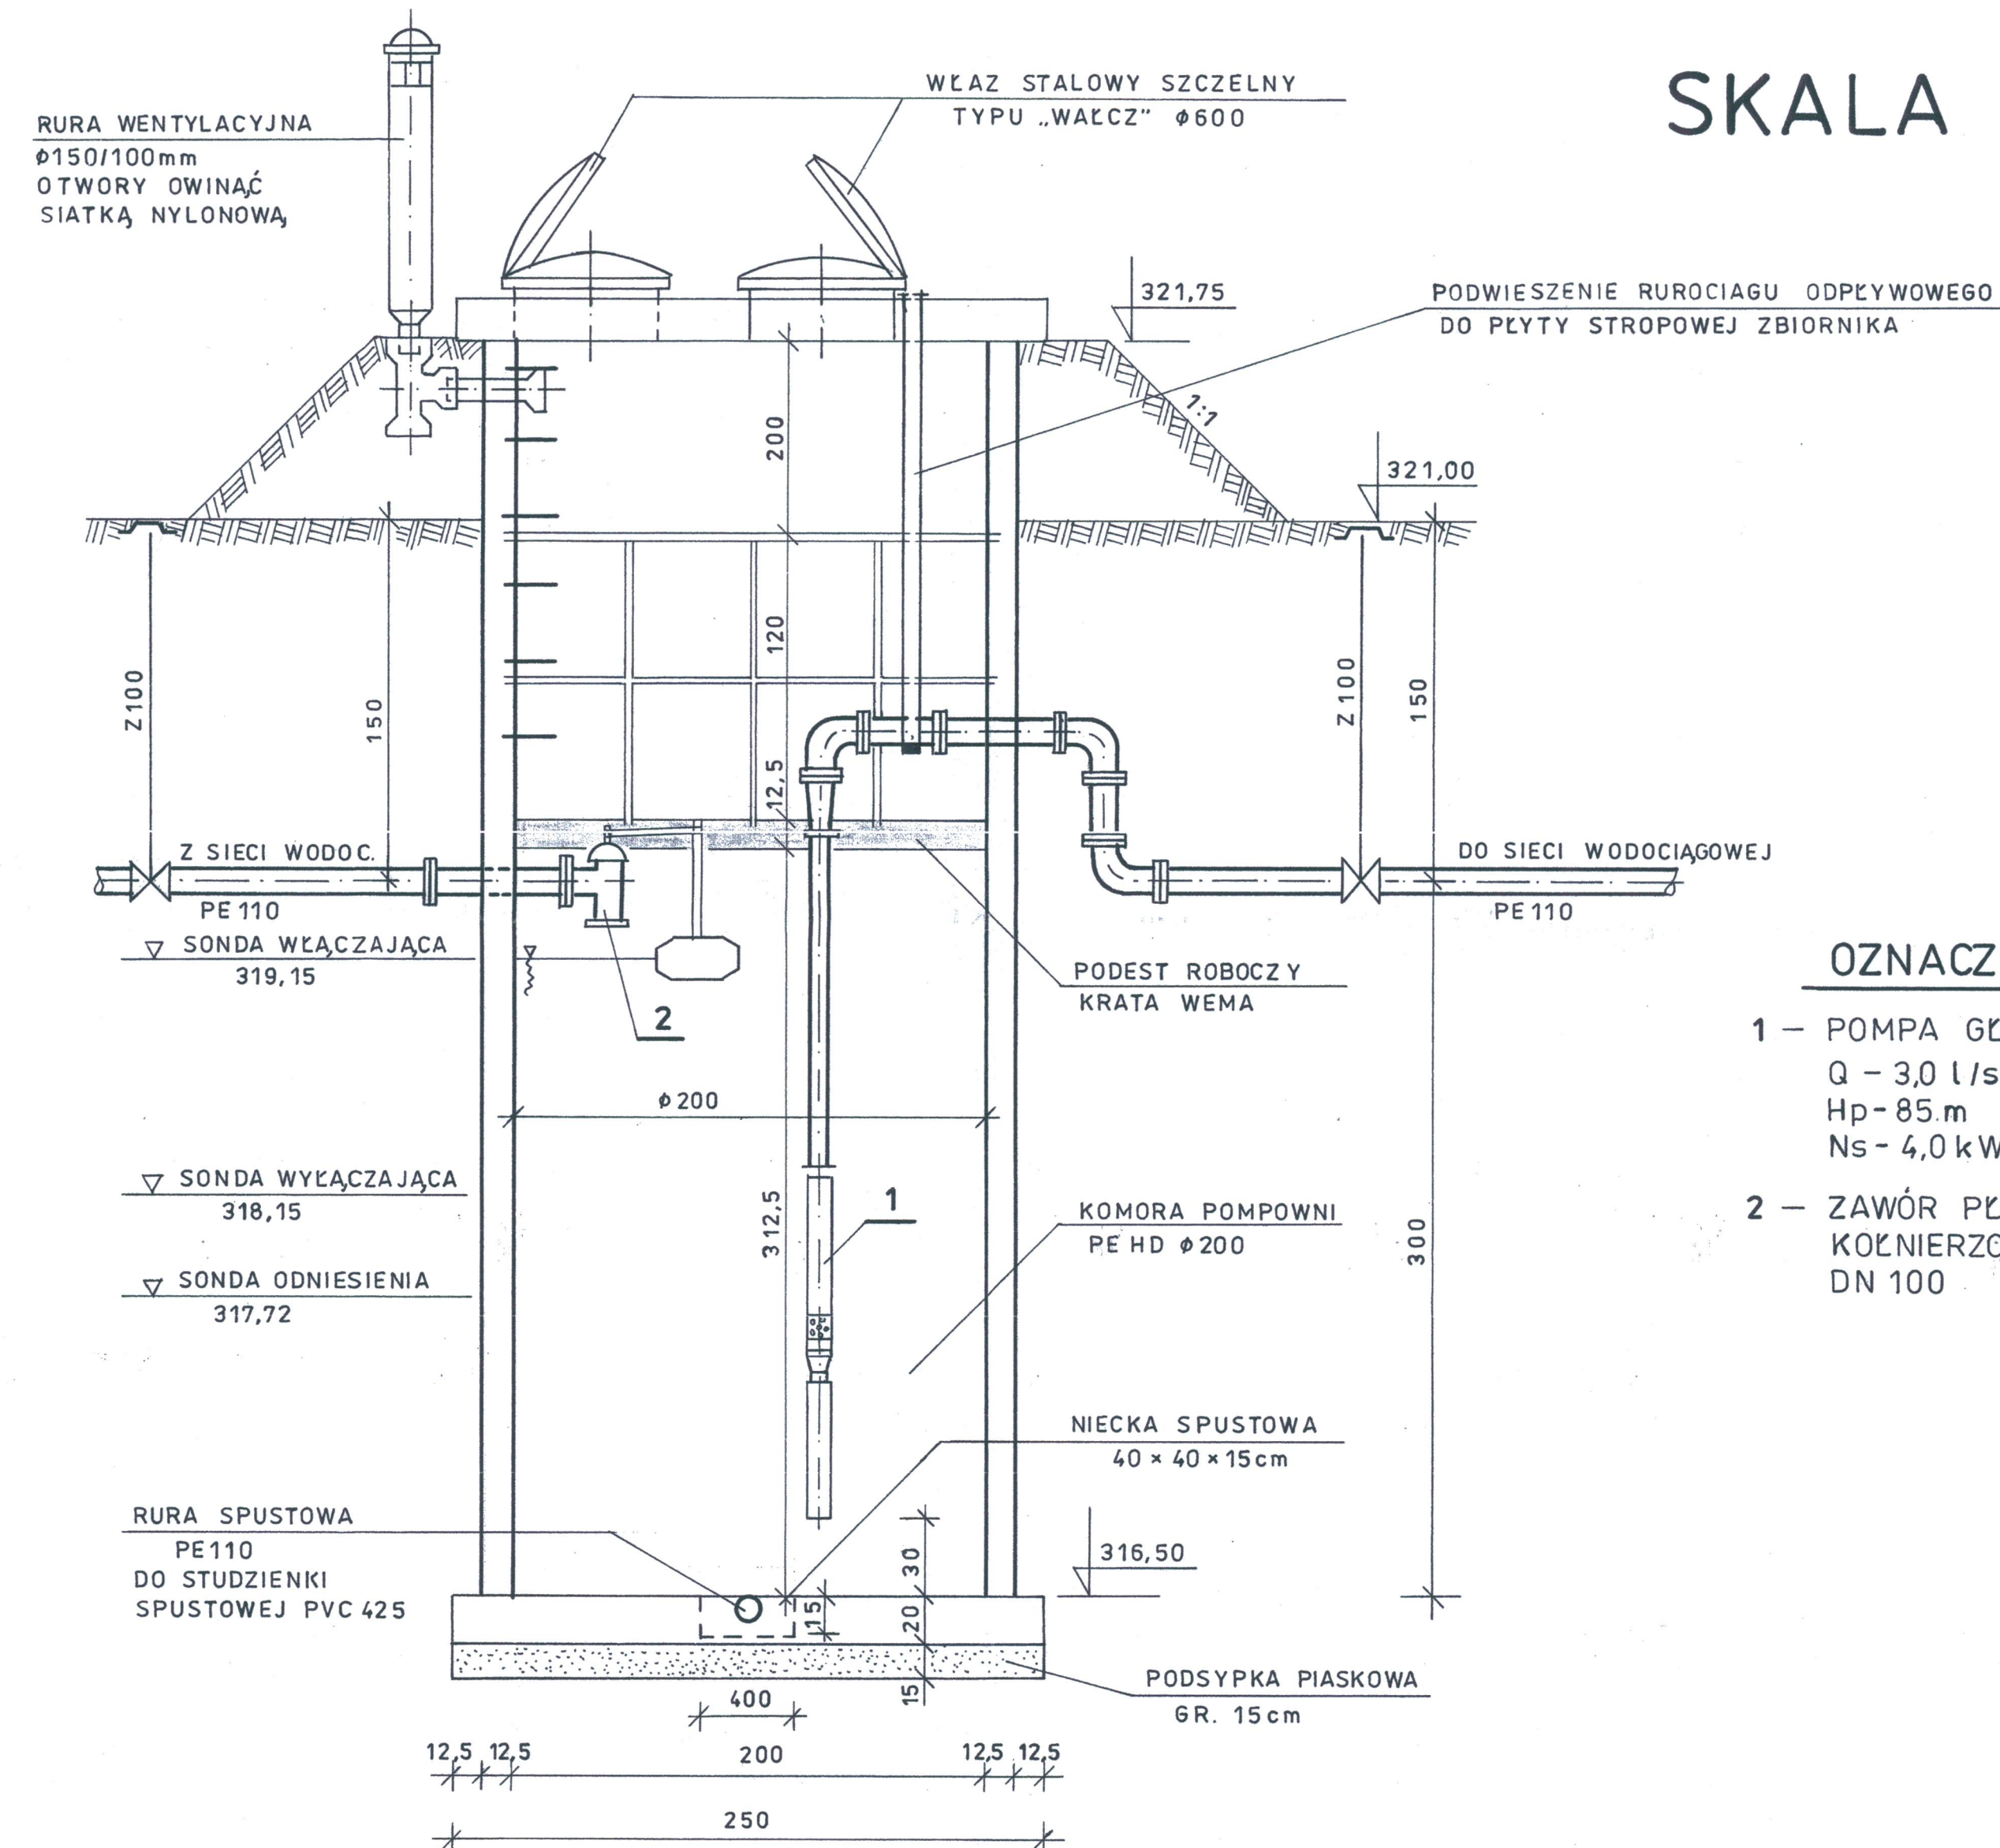 SKALA
WŁAZ STALOWY SZCZELNY
TYPU „WAŁCZ” φ600
RURA WENTYLACYJNA
φ150/100mm
OTWORY OWINĄĆ
SIATKĄ NYLONOWĄ
321,75
PODWIESZENIE RUROCIAGU ODPŁYWOWEGO
DO PŁYTY STROPOWEJ ZBIORNIKA
1:1
200
321,00
120
Z100
150
Z100
150
12,5
Z SIECI WODOC.
PE110
DO SIECI WODOCIĄGOWEJ
PE110
SONDA WŁĄCZAJĄCA
319,15
PODEST ROBOCZY
KRATA WEMA
2
OZNACZ
1 – POMPA GŁ
Q – 3,0 l/s
Hp – 85.m
Ns – 4,0 kW
2 – ZAWÓR PŁ
KOŁNIERZO
DN 100
φ200
SONDA WYŁĄCZAJĄCA
318,15
312,5
1
KOMORA POMPOWNI
PE HD φ200
300
SONDA ODNIESIENIA
317,72
NIECKA SPUSTOWA
40 × 40 × 15cm
RURA SPUSTOWA
PE110
DO STUDZIENKI
SPUSTOWEJ PVC 425
30
316,50
15
20
15
PODSYPKA PIASKOWA
GR. 15cm
400
12,5 12,5 200 12,5 12,5
250